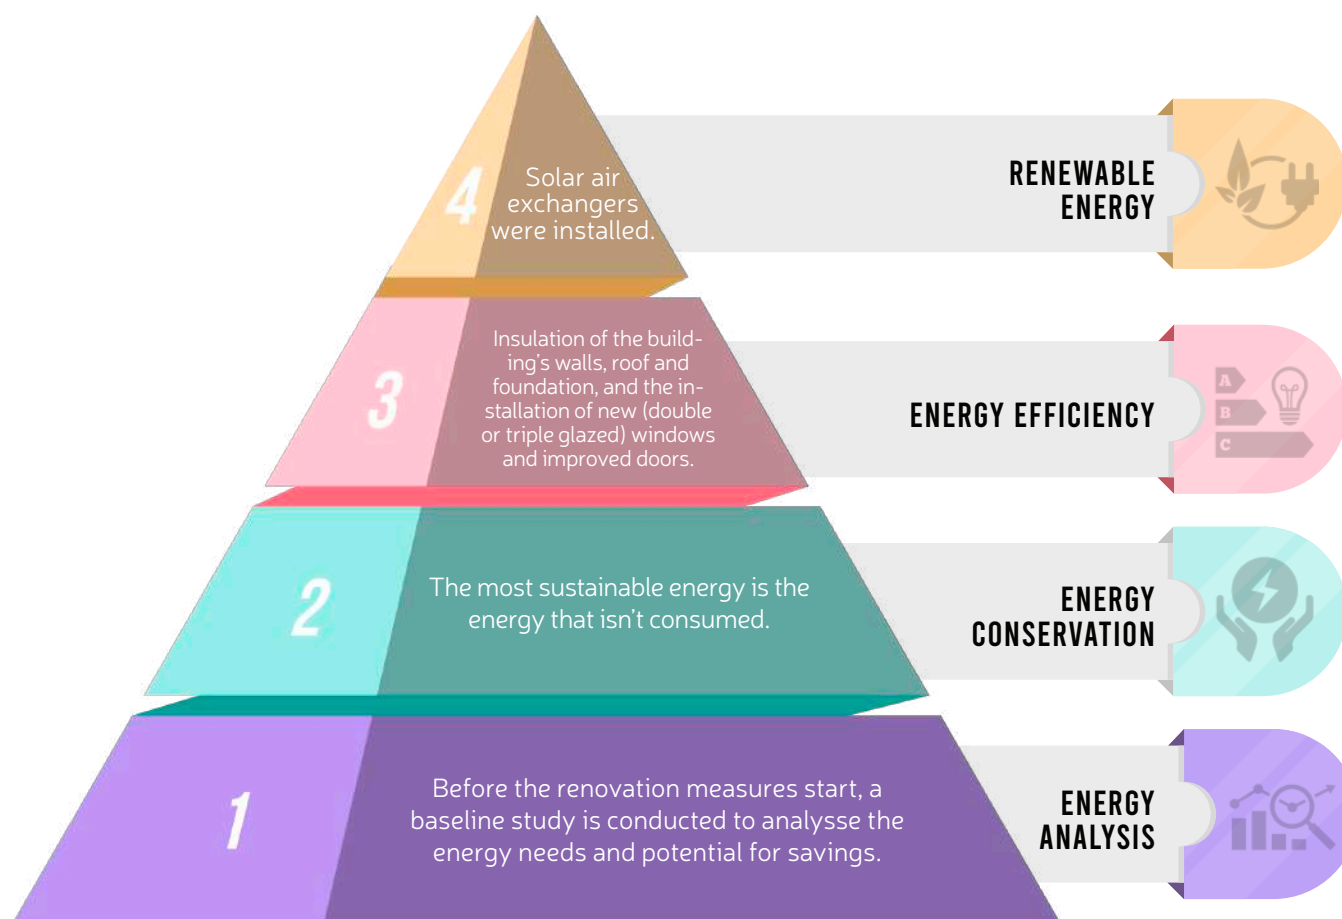 4
Solar air
exchangers
were installed.
RENEWABLE
ENERGY
3
Insulation of the build-
ing's walls, roof and
foundation, and the in-
stallation of new (double
or triple glazed) windows
and improved doors.
ENERGY EFFICIENCY
A
B
C
2
The most sustainable energy is the
energy that isn't consumed.
ENERGY
CONSERVATION
1
Before the renovation measures start, a
baseline study is conducted to analysse the
energy needs and potential for savings.
ENERGY
ANALYSIS